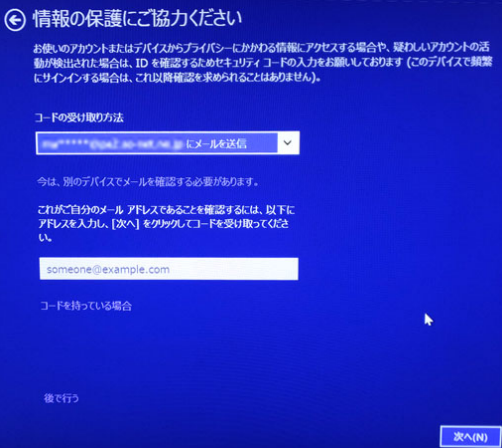 情報の保護にご協力ください
お使いのアカウントまたはデバイスからプライバシーにかかわる情報にアクセスする場合や、疑わしいアカウントの活
動が検出された場合は、ID を確認するためセキュリティ コードの入力をお願いしております (このデバイスで頻繁
にサインインする場合は、これ以降確認を求められることはありません)。
コードの受け取り方法
にメールを送信
今は、別のデバイスでメールを確認する必要があります。
これがご自分のメール アドレスであることを確認するには、以下に
アドレスを入力し、[次へ] をクリックしてコードを受け取ってくださ
い。
someone@example.com
コードを持っている場合
後で行う
次へ(N)